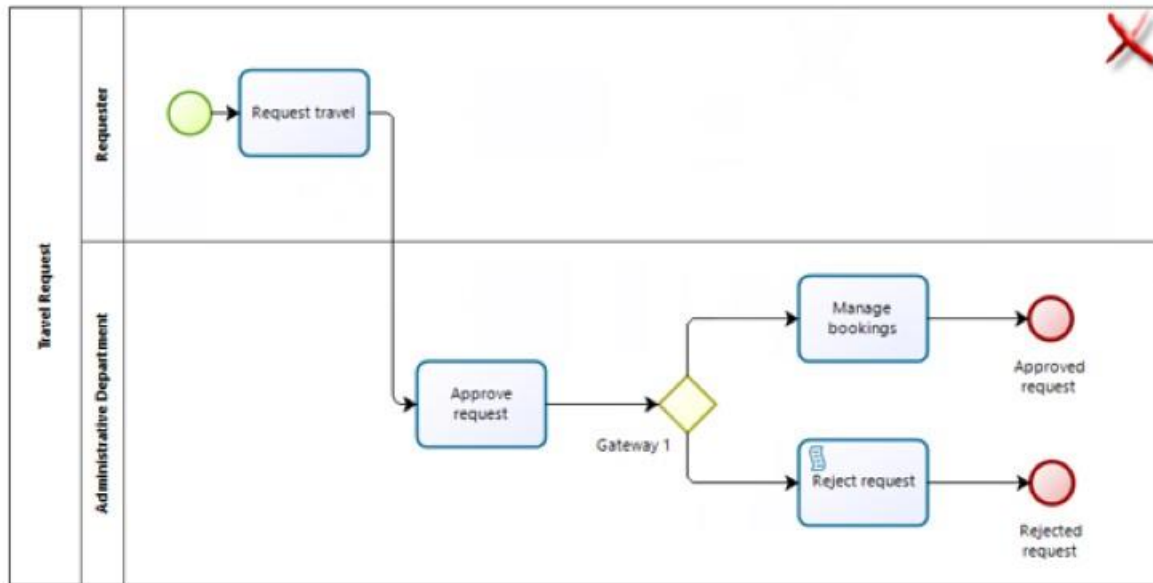 Travel Request
Requester
Request travel
Administrative Department
Approve
request
Gateway 1
Manage
bookings
Approved
request
Reject request
Rejected
request